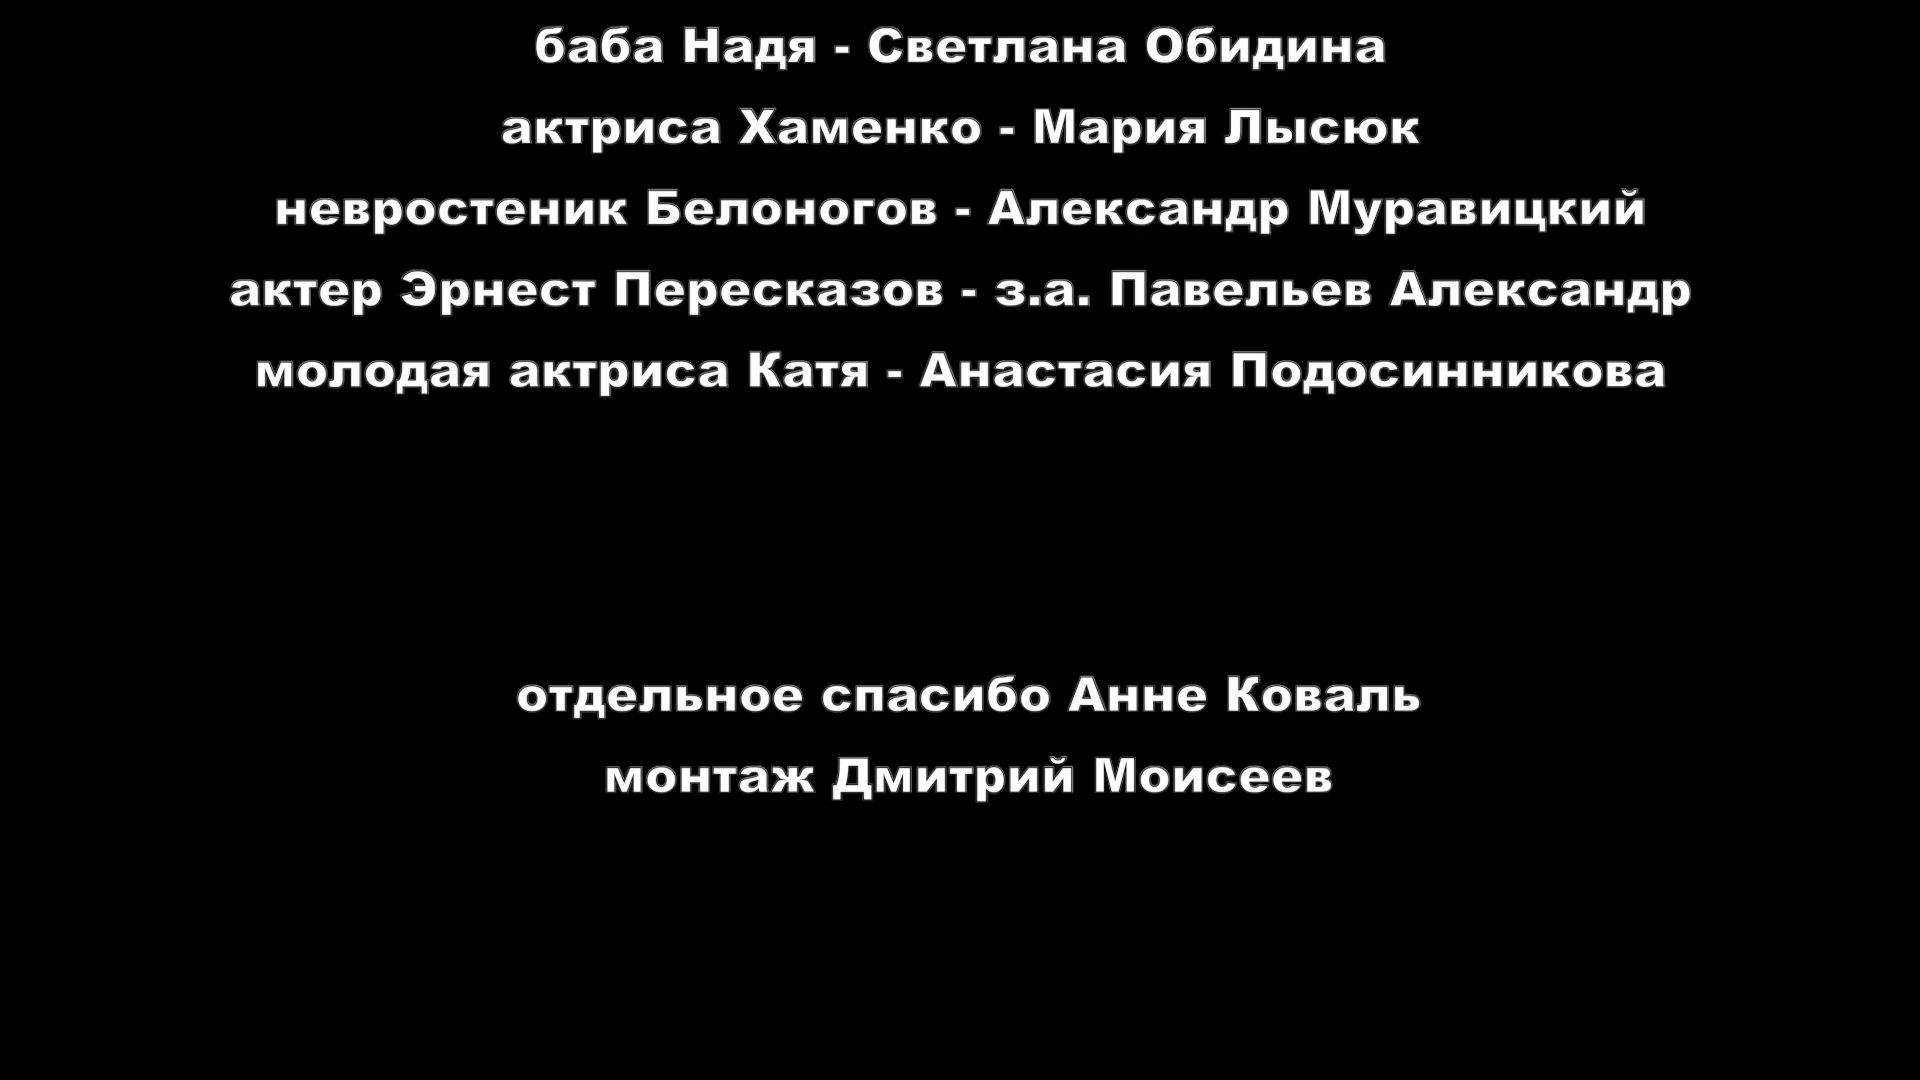 баба Надя - Светлана Обидина
актриса Хаменко - Мария Лысюк
невростеник Белоногов - Александр Муравицкий
актер Эрнест Пересказов - з.а. Павельев Александр
молодая актриса Катя - Анастасия Подосинникова
отдельное спасибо Анне Коваль
монтаж Дмитрий Моисеев